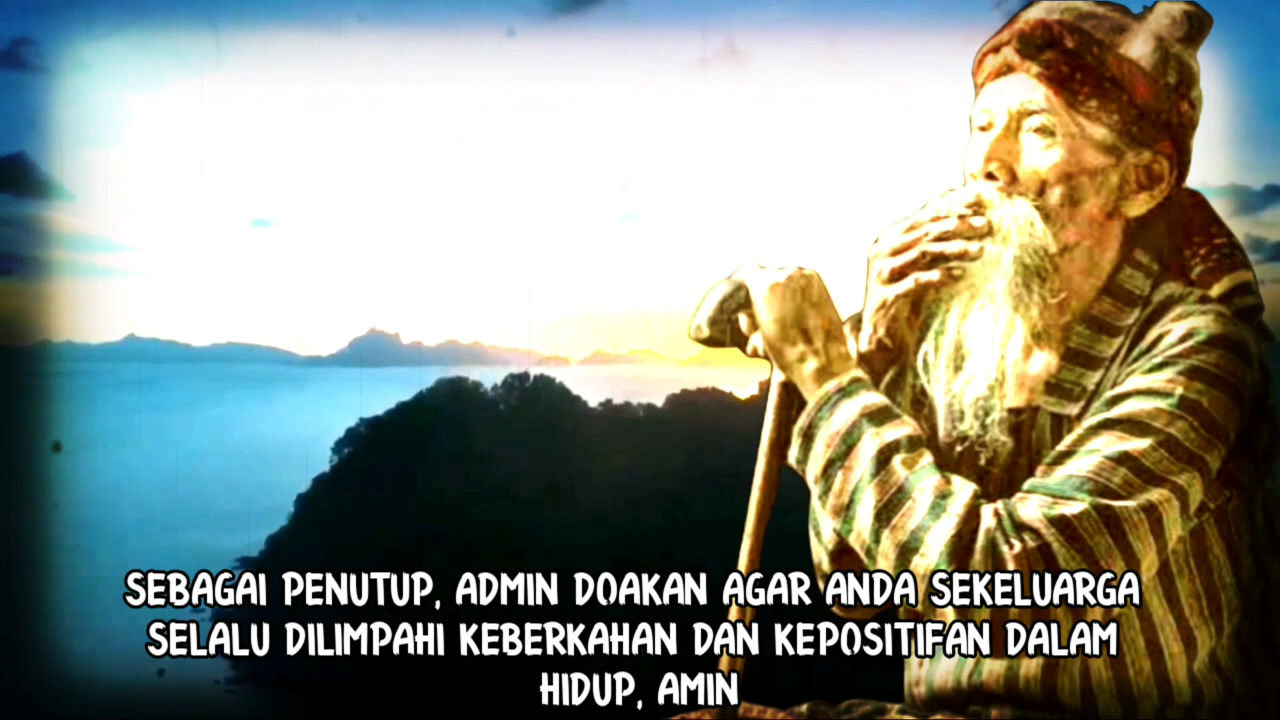 SEBAGAI PENUTUP, ADMIN DOAKAN AGAR ANDA SEKELUARGA
SELALU DILIMPAHI KEBERKAHAN DAN KEPOSITIFAN DALAM
HIDUP, AMIN